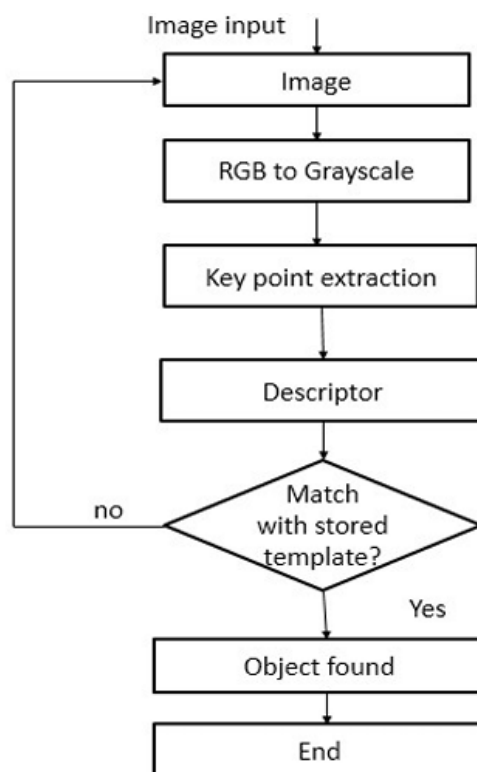 Image input
Image
RGB to Grayscale
Key point extraction
Descriptor
Match
with stored
template?
no
Yes
Object found
End